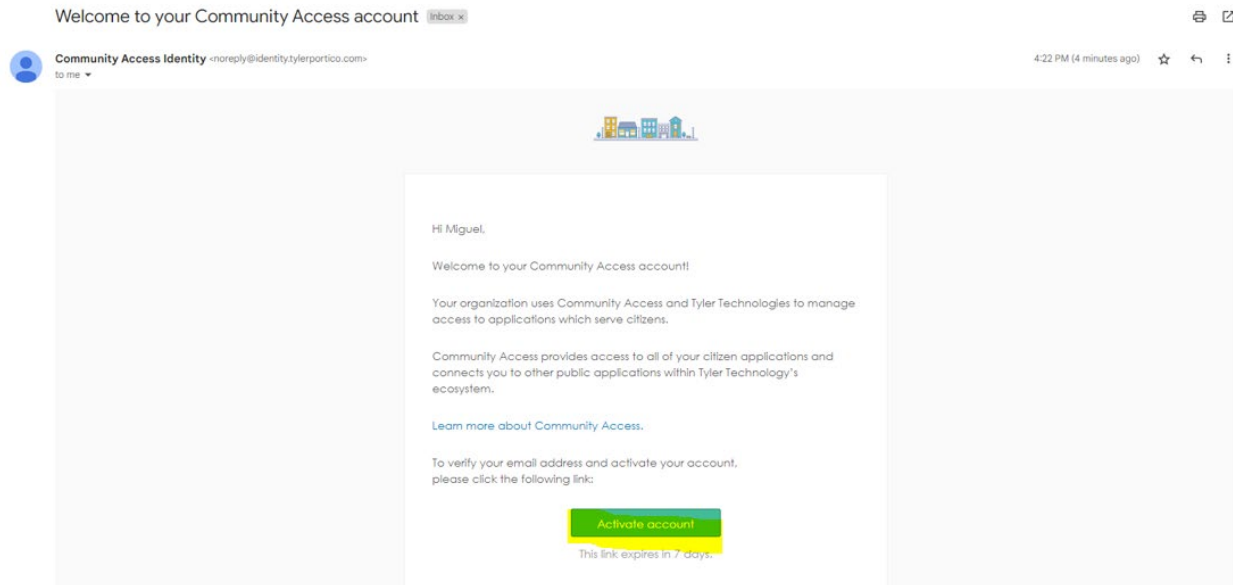 Welcome to your Community Access account Inbox ×
Community Access Identity <noreply@identity.tylerportico.com> 4:22 PM (4 minutes ago)
to me
Hi Miguel,
Welcome to your Community Access account!
Your organization uses Community Access and Tyler Technologies to manage
access to applications which serve citizens.
Community Access provides access to all of your citizen applications and
connects you to other public applications within Tyler Technology's
ecosystem.
Learn more about Community Access.
To verify your email address and activate your account,
please click the following link:
Activate account
This link expires in 7 days.